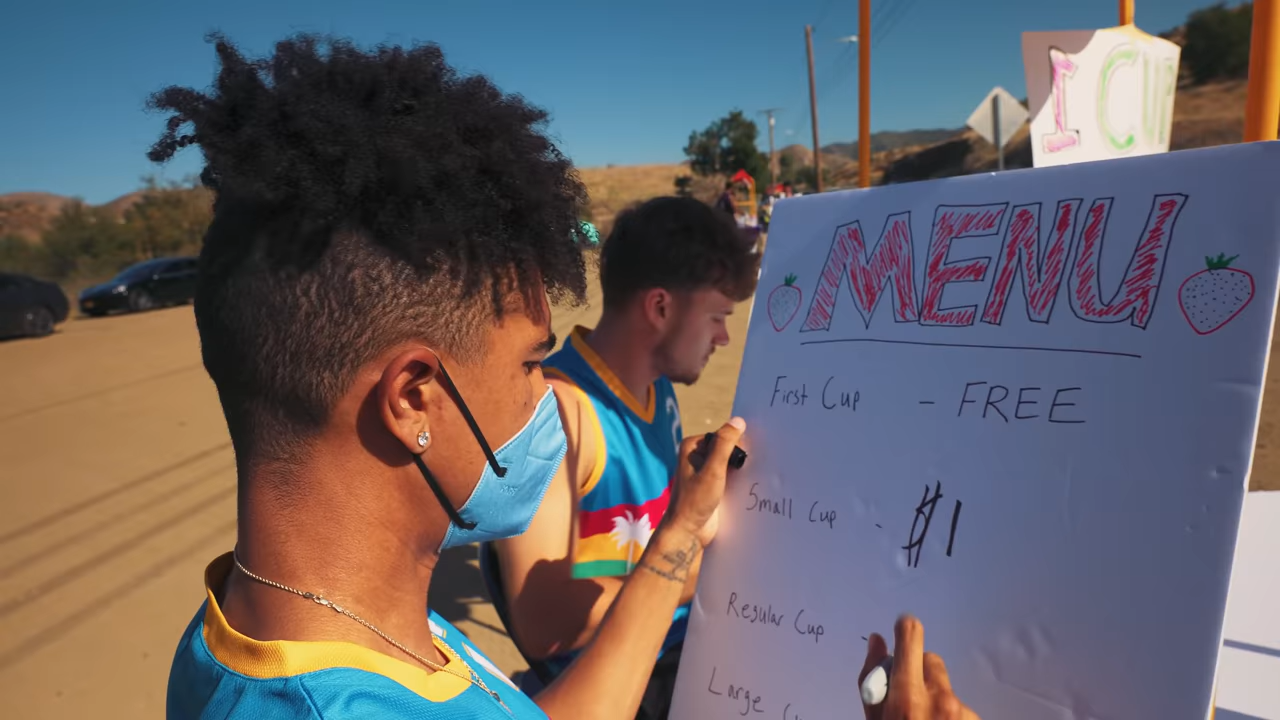 I CUP
MENU
First Cup - FREE
Small Cup - $1
Regular Cup -
Large